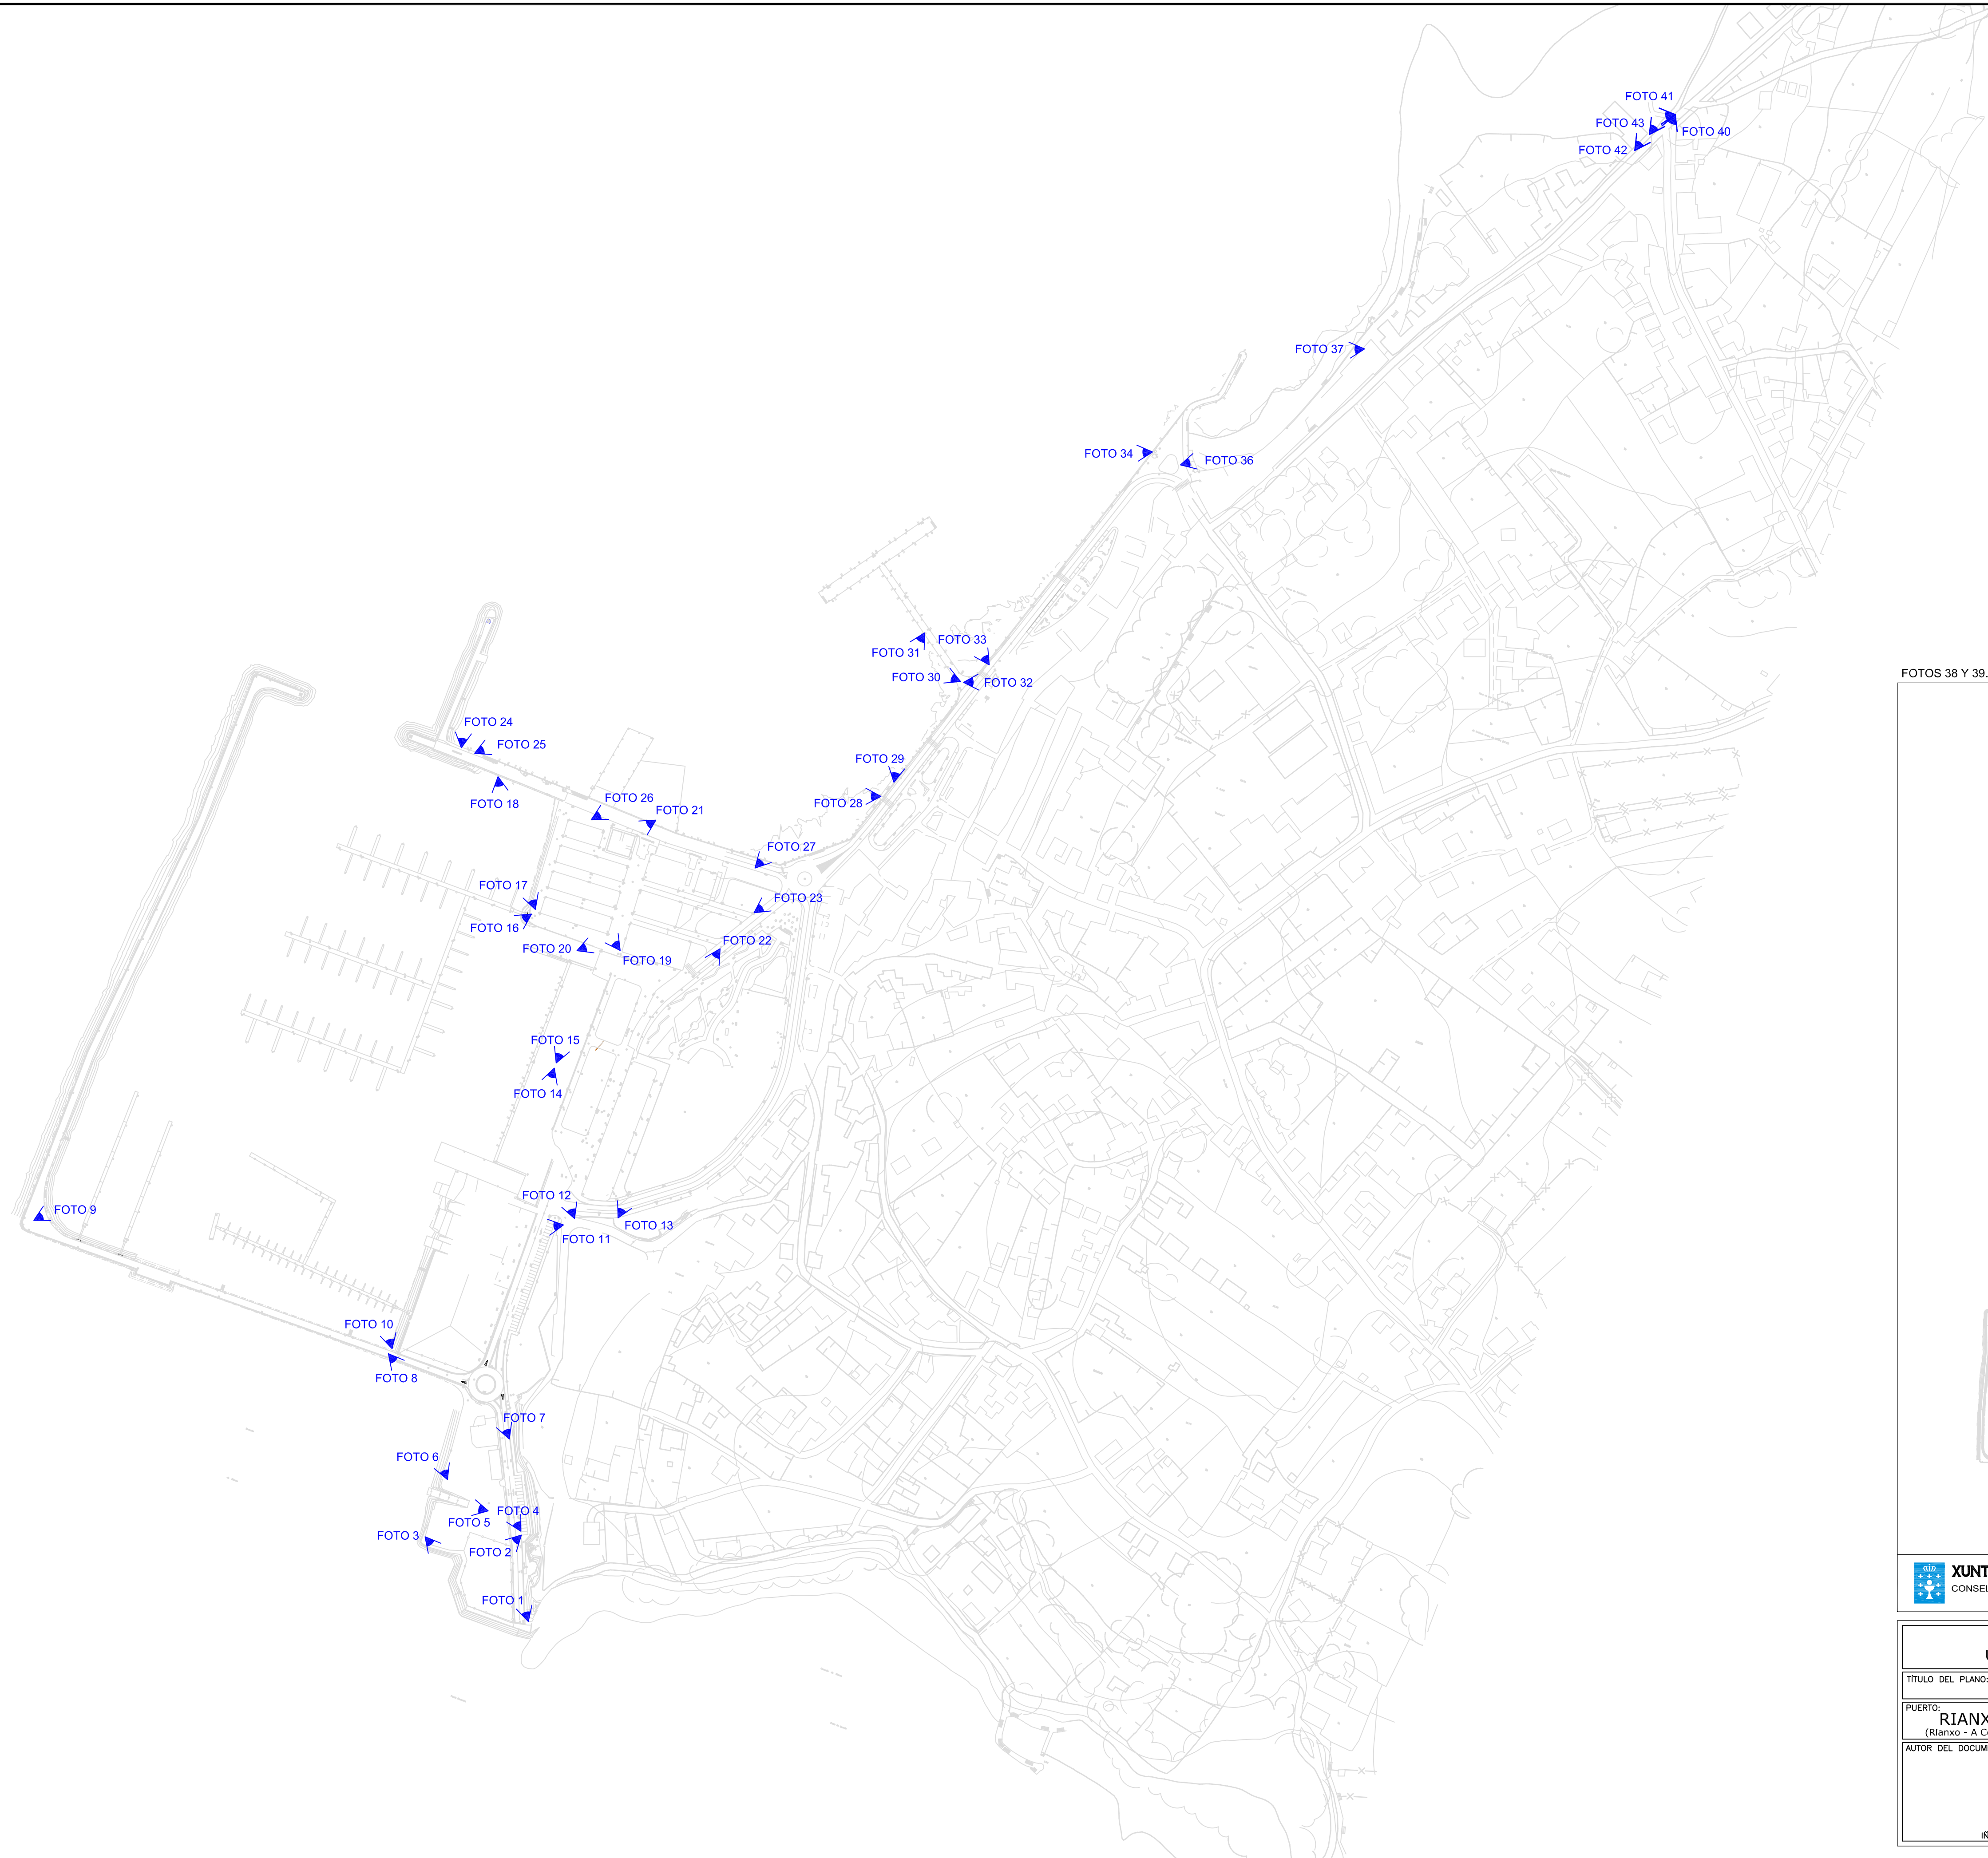 FOTO 41
FOTO 43
FOTO 40
FOTO 42
FOTO 37
FOTO 34
FOTO 36
FOTO 33
FOTO 31
FOTO 30
FOTO 32
FOTOS 38 Y 39.
FOTO 24
FOTO 25
FOTO 29
FOTO 18
FOTO 26
FOTO 21
FOTO 28
FOTO 27
FOTO 17
FOTO 23
FOTO 16
FOTO 20
FOTO 19
FOTO 22
FOTO 15
FOTO 14
FOTO 12
FOTO 9
FOTO 13
FOTO 11
FOTO 10
FOTO 8
FOTO 7
FOTO 6
FOTO 4
FOTO 5
FOTO 3
FOTO 2
FOTO 1
XUNT
CONSEL
TÍTULO DEL PLANO:
PUERTO:
RIANX
(Rianxo - A Co
AUTOR DEL DOCUM